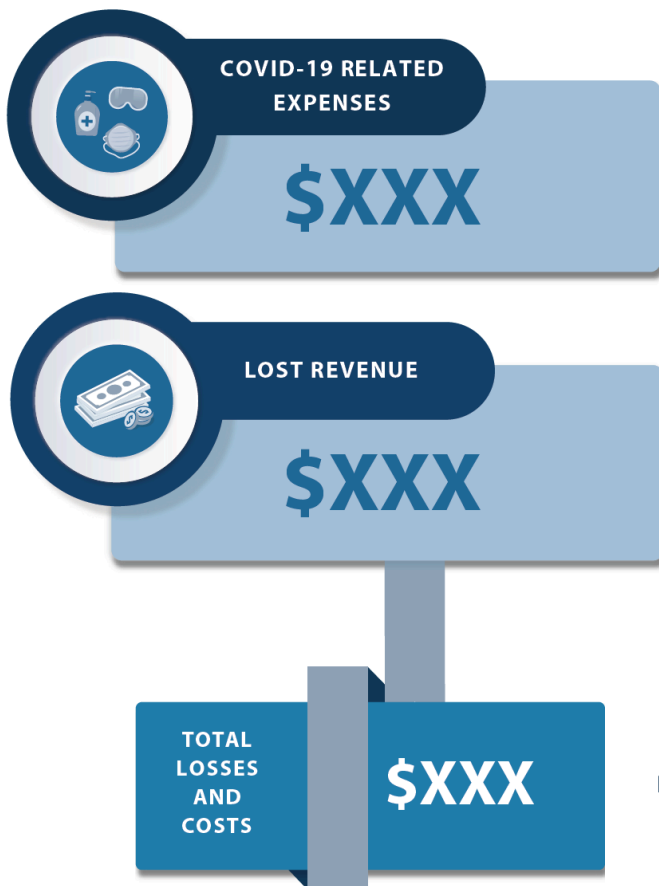 COVID-19 RELATED
EXPENSES
$XXX
LOST REVENUE
$XXX
TOTAL
LOSSES
AND
COSTS
$XXX